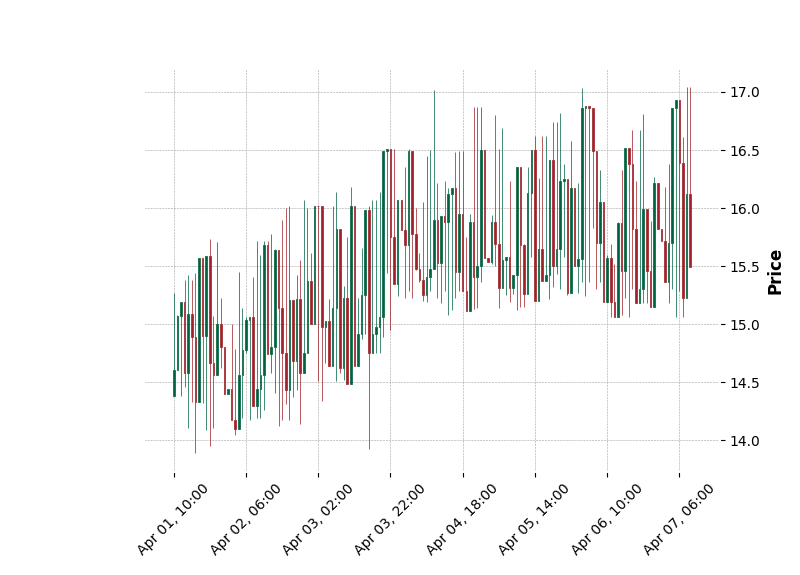 17.0
16.5
16.0
15.5
15.0
14.5
14.0
Price
Apr 01, 10:00
Apr 02, 06:00
Apr 03, 02:00
Apr 03, 22:00
Apr 04, 18:00
Apr 05, 14:00
Apr 06, 10:00
Apr 07, 06:00